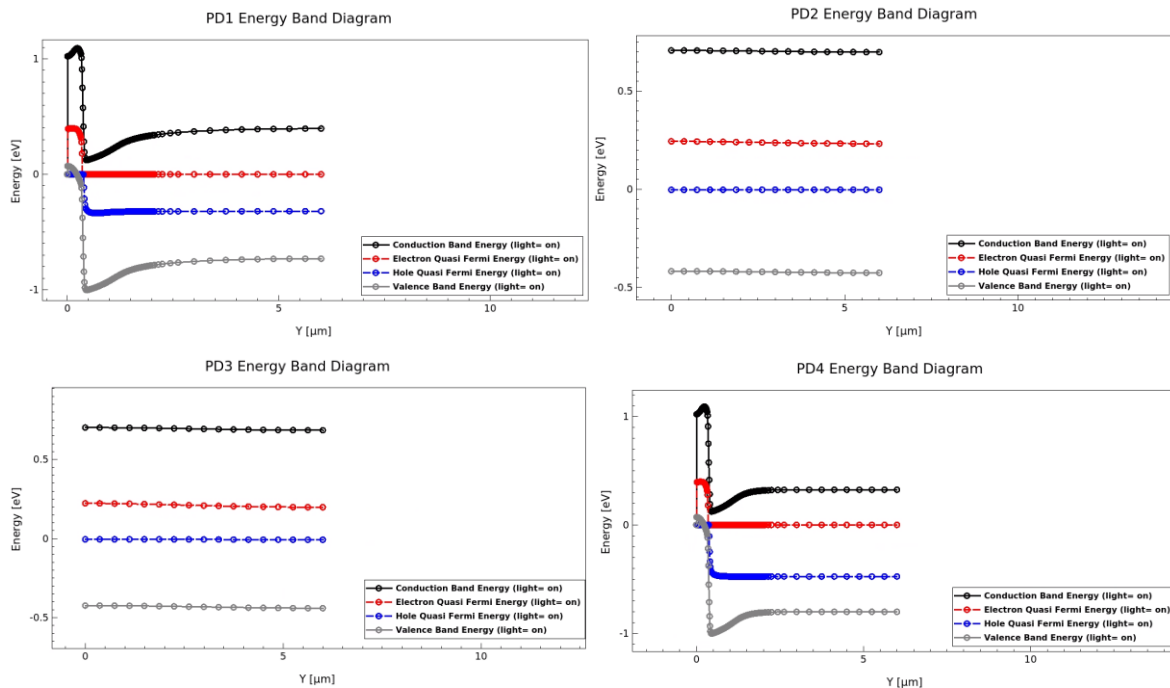 PD1 Energy Band Diagram
Energy [eV]
1
0
-1
0
5
10
Y [µm]
Conduction Band Energy (light= on)
Electron Quasi Fermi Energy (light= on)
Hole Quasi Fermi Energy (light= on)
Valence Band Energy (light= on)
PD2 Energy Band Diagram
Energy [eV]
0.5
0
-0.5
0
5
10
Y [µm]
Conduction Band Energy (light= on)
Electron Quasi Fermi Energy (light= on)
Hole Quasi Fermi Energy (light= on)
Valence Band Energy (light= on)
PD3 Energy Band Diagram
Energy [eV]
0.5
0
-0.5
0
5
10
Y [µm]
Conduction Band Energy (light= on)
Electron Quasi Fermi Energy (light= on)
Hole Quasi Fermi Energy (light= on)
Valence Band Energy (light= on)
PD4 Energy Band Diagram
Energy [eV]
1
0
-1
0
5
10
Y [µm]
Conduction Band Energy (light= on)
Electron Quasi Fermi Energy (light= on)
Hole Quasi Fermi Energy (light= on)
Valence Band Energy (light= on)